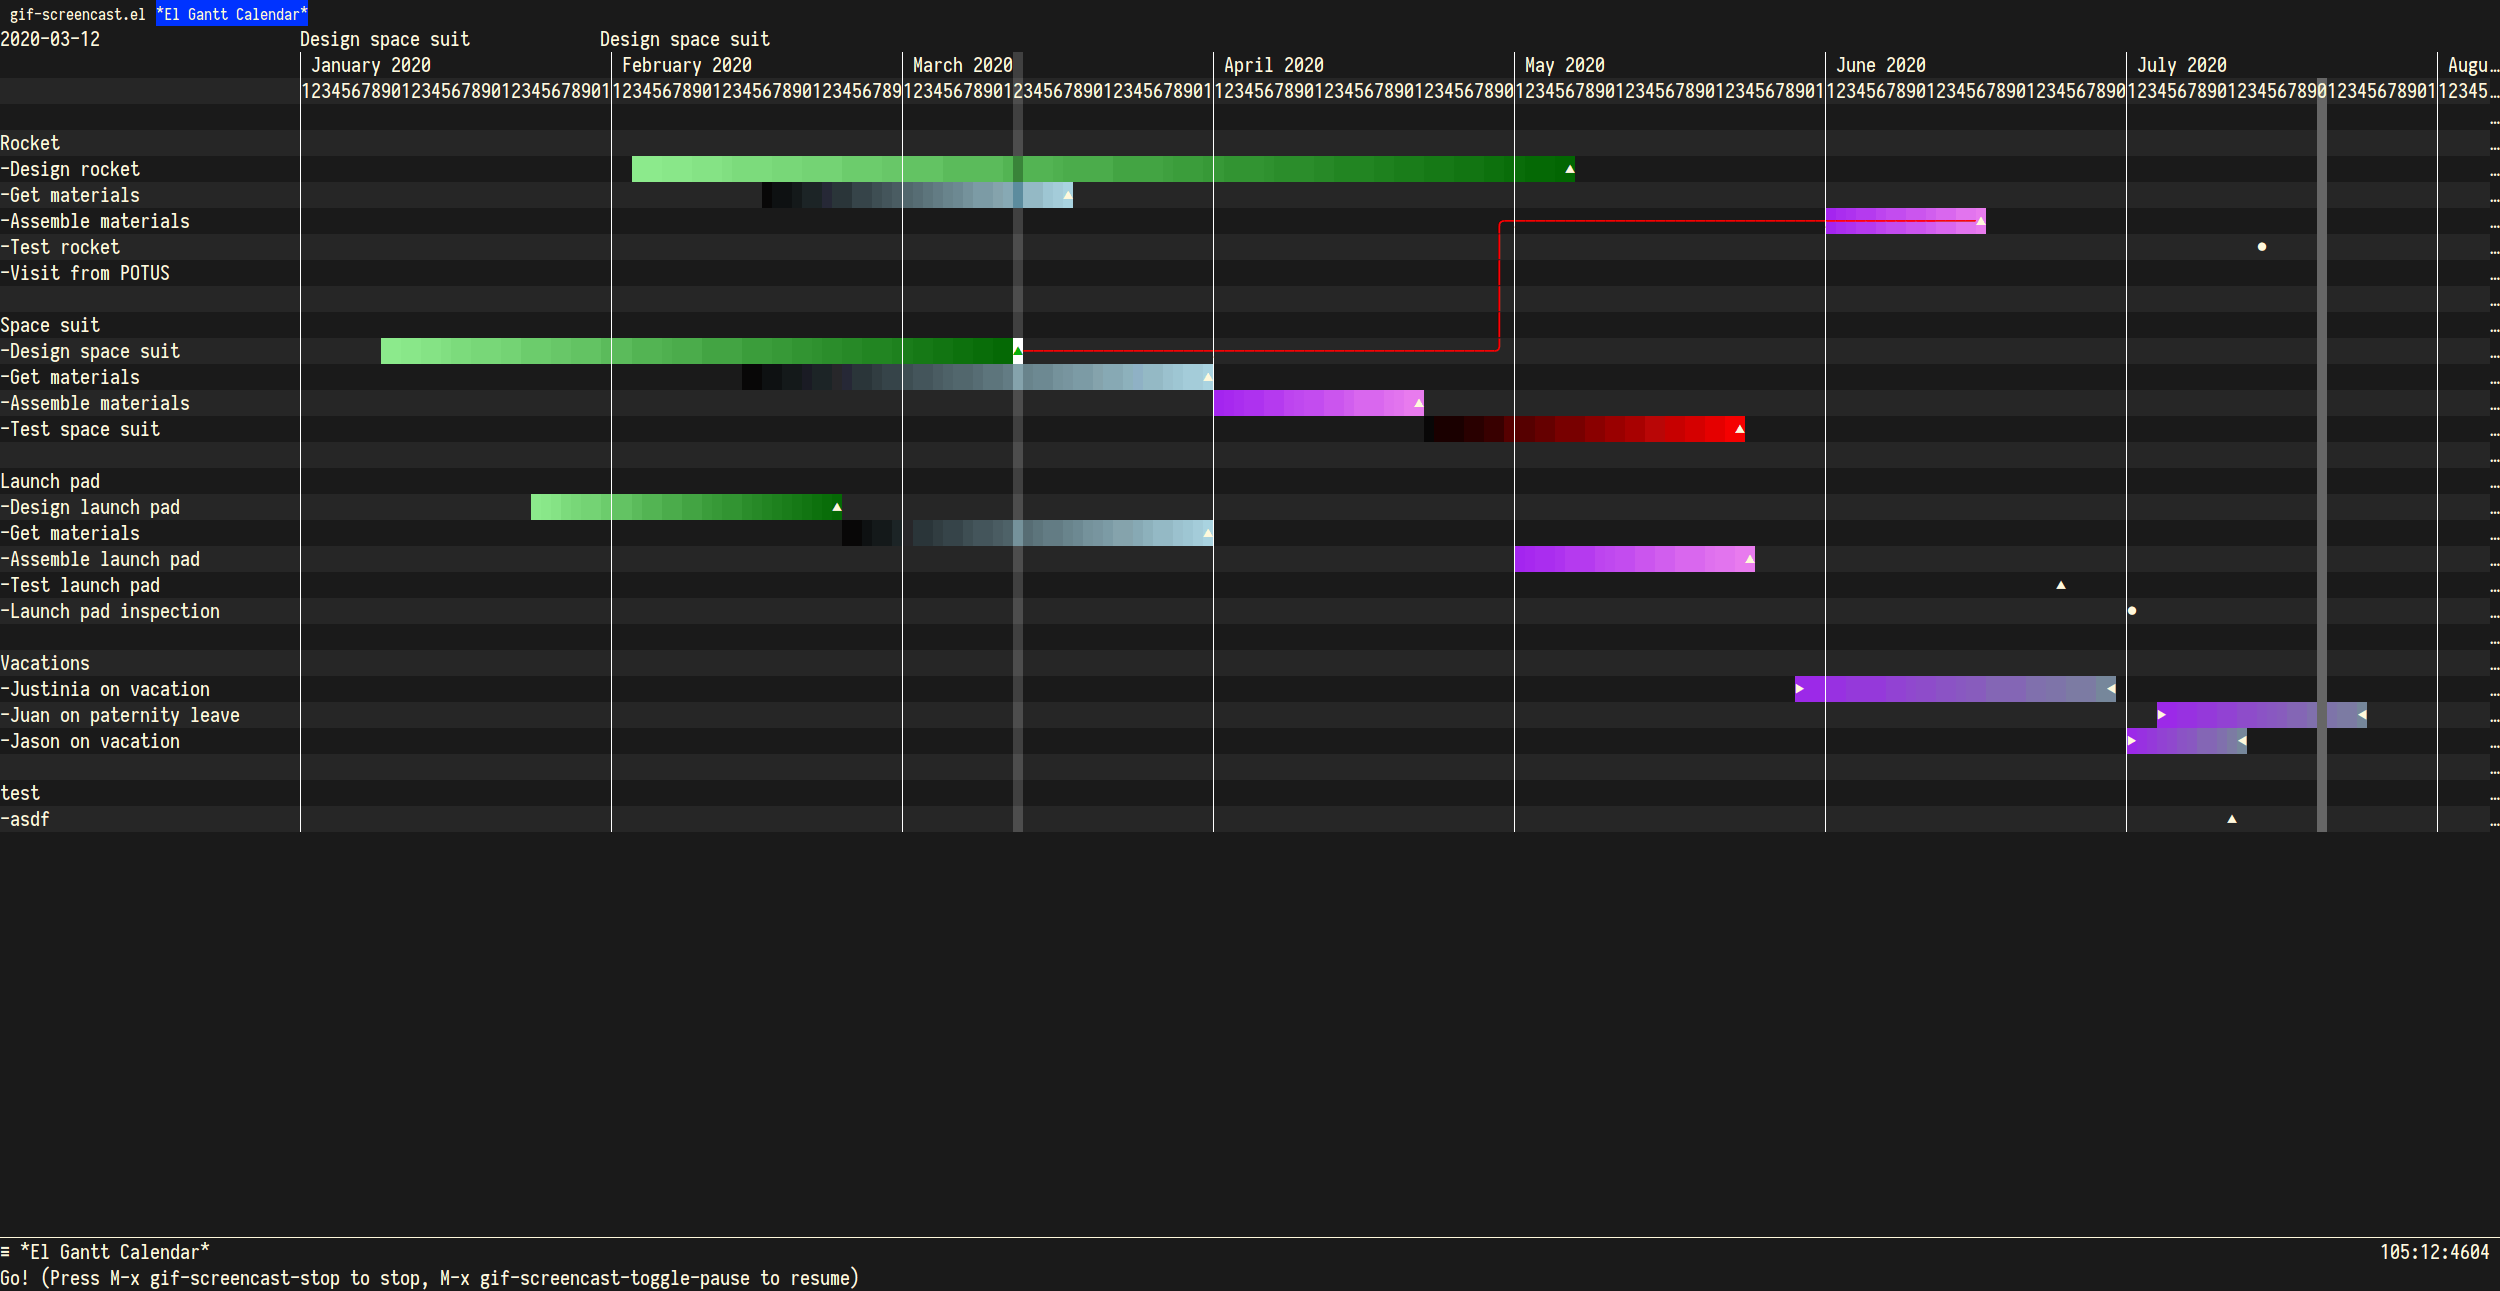 gif-screencast.el *El Gantt Calendar*
2020-03-12 Design space suit Design space suit
January 2020 February 2020 March 2020 April 2020 May 2020 June 2020 July 2020 Augu…
1234567890123456789012345678901 12345678901234567890123456789 1234567890123456789012345678901 123456789012345678901234567890 1234567890123456789012345678901 123456789012345678901234567890 1234567890123456789012345678901 12345…
Rocket
-Design rocket
-Get materials
-Assemble materials
-Test rocket
-Visit from POTUS
Space suit
-Design space suit
-Get materials
-Assemble materials
-Test space suit
Launch pad
-Design launch pad
-Get materials
-Assemble launch pad
-Test launch pad
-Launch pad inspection
Vacations
-Justinia on vacation
-Juan on paternity leave
-Jason on vacation
test
-asdf
≡ *El Gantt Calendar* 105:12:4604
Go! (Press M-x gif-screencast-stop to stop, M-x gif-screencast-toggle-pause to resume)